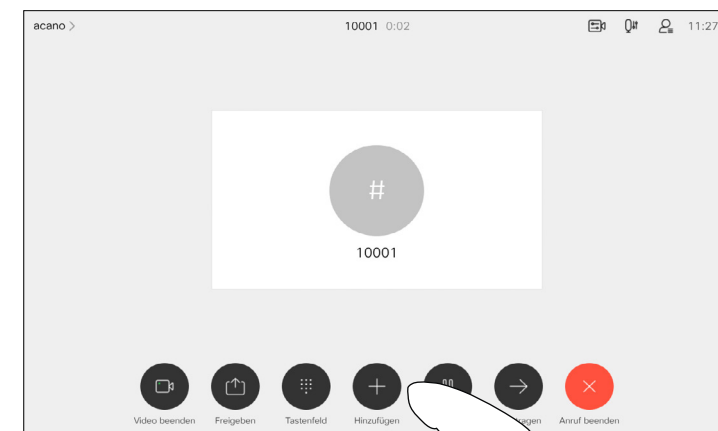 acano >
10001 0:02
11:27
#
10001
Video beenden Freigeben Tastenfeld Hinzufügen Anruf beenden